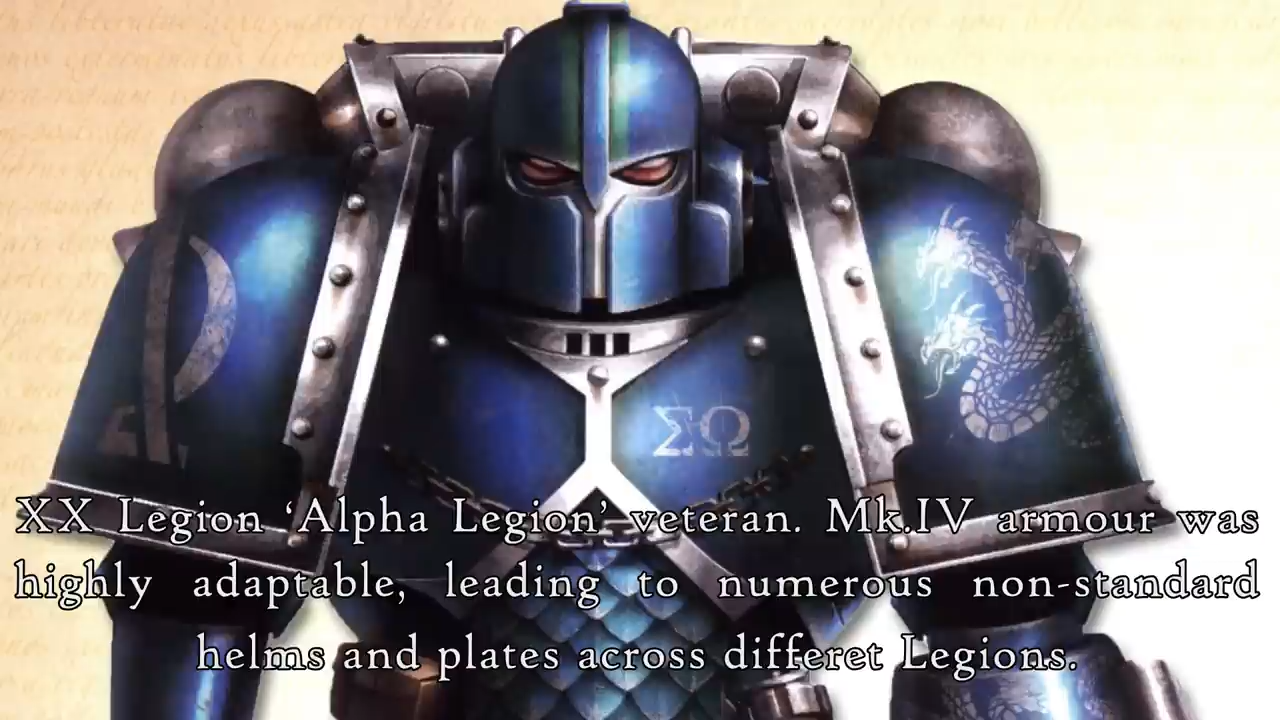 ΣΩ
XX Legion ‘Alpha Legion’ veteran. Mk.IV armour was
highly adaptable, leading to numerous non-standard
helms and plates across differet Legions.